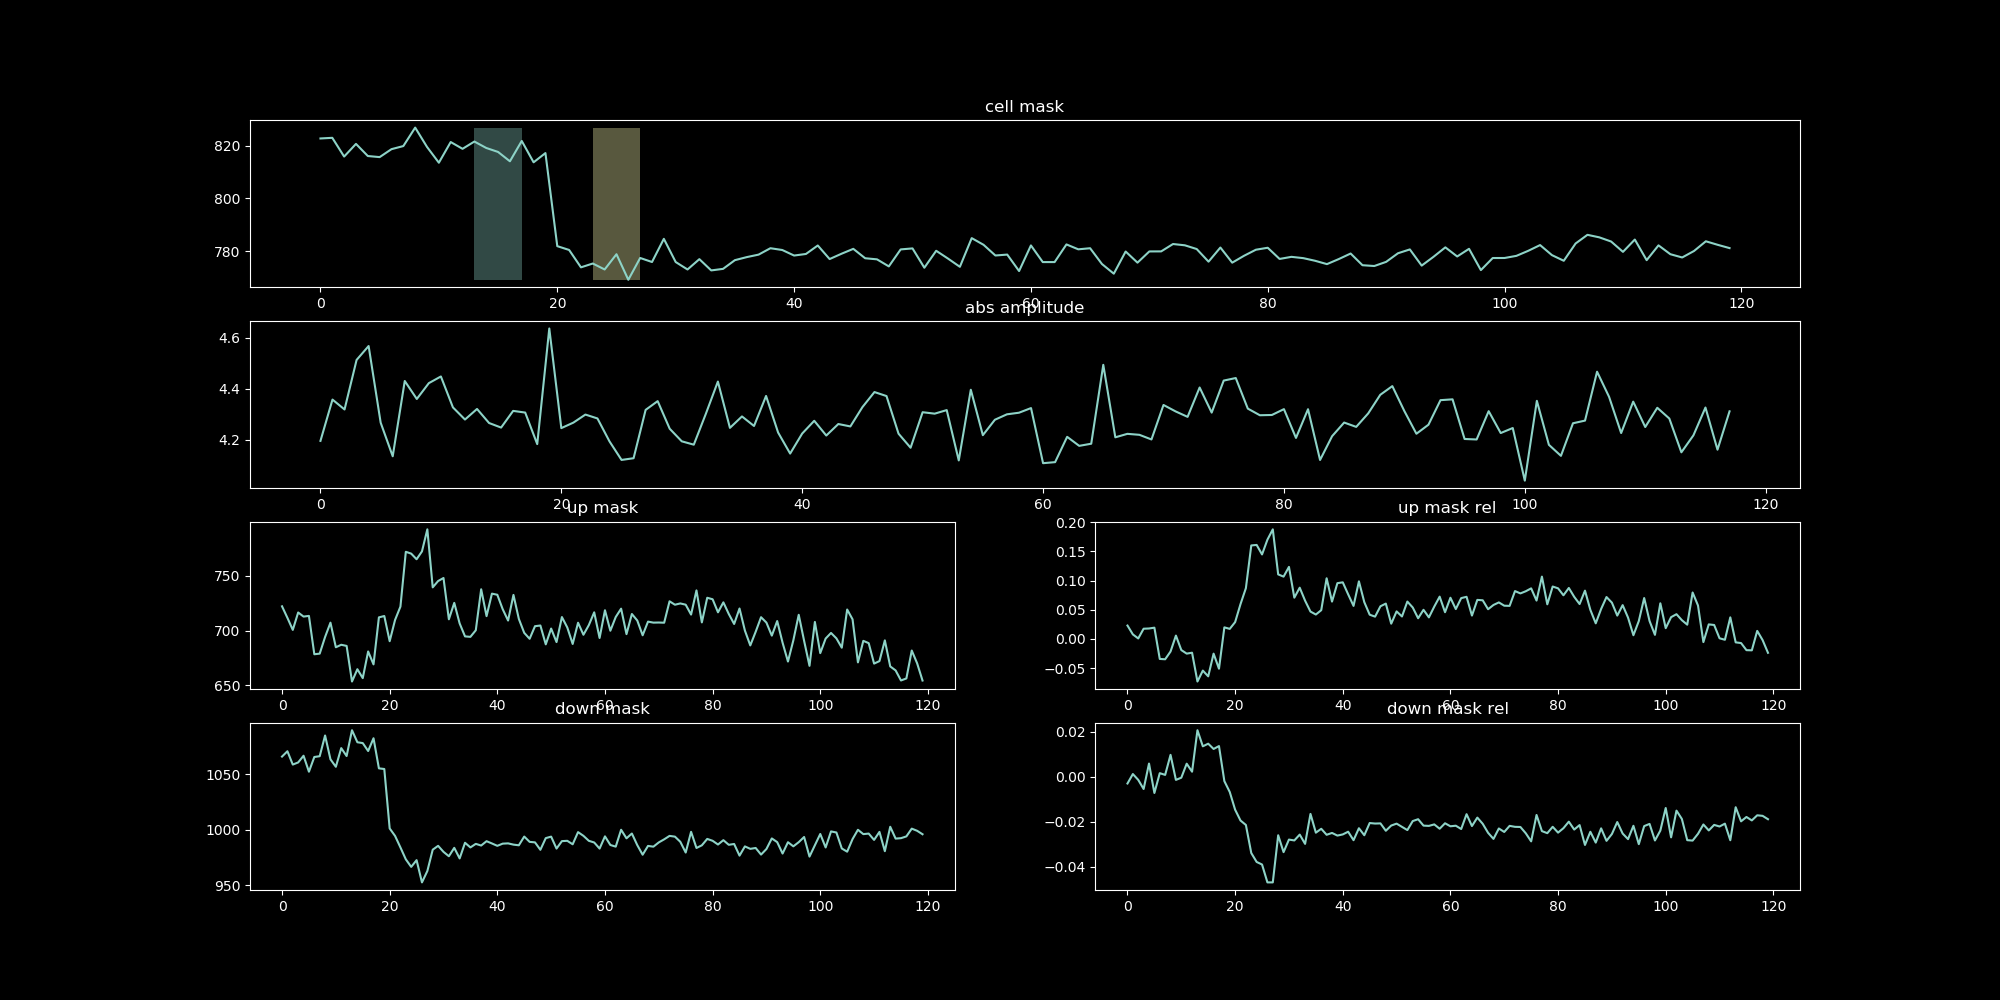 cell mask
820
800
780
0 20 40 60 80 100 120
abs amplitude
4.6
4.4
4.2
0 20 40 60 80 100 120
up mask
750
700
650
0 20 40 60 80 100 120
up mask rel
0.20
0.15
0.10
0.05
0.00
−0.05
0 20 40 60 80 100 120
down mask
1050
1000
950
0 20 40 60 80 100 120
down mask rel
0.02
0.00
−0.02
−0.04
0 20 40 60 80 100 120